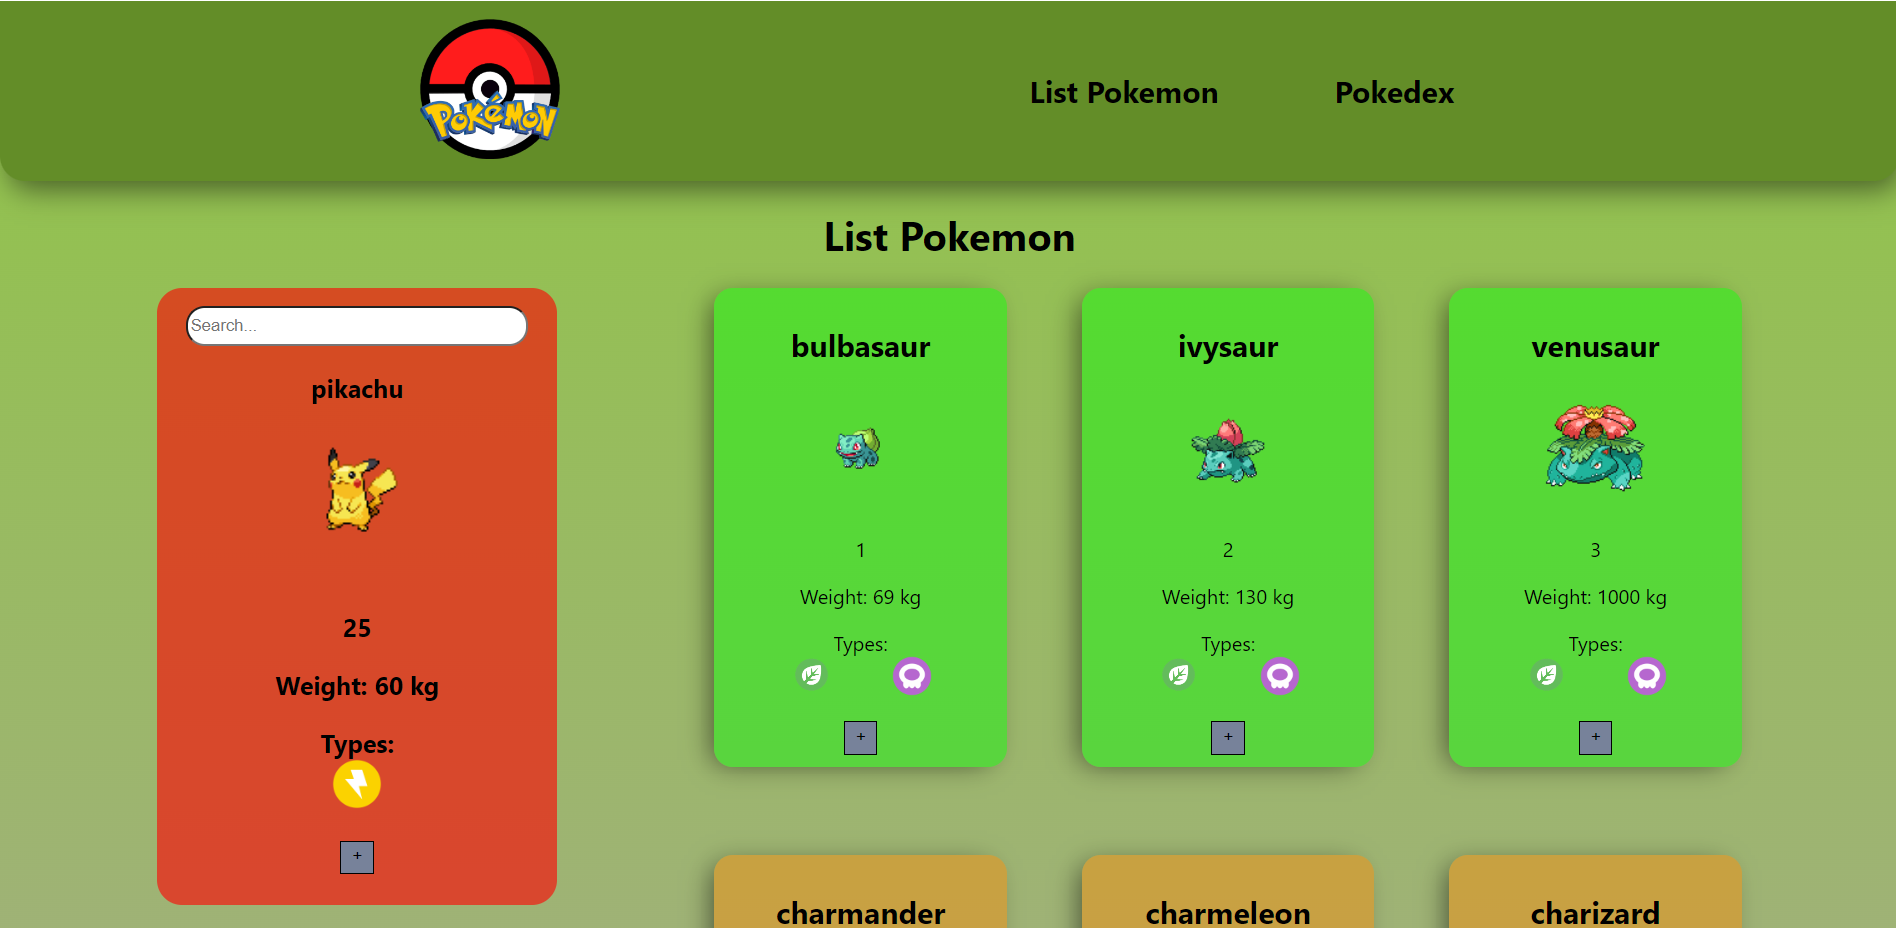 POKéMON
List Pokemon
Pokedex
List Pokemon
Search...
pikachu
25
Weight: 60 kg
Types:
+
bulbasaur
1
Weight: 69 kg
Types:
+
ivysaur
2
Weight: 130 kg
Types:
+
venusaur
3
Weight: 1000 kg
Types:
+
charmander
charmeleon
charizard